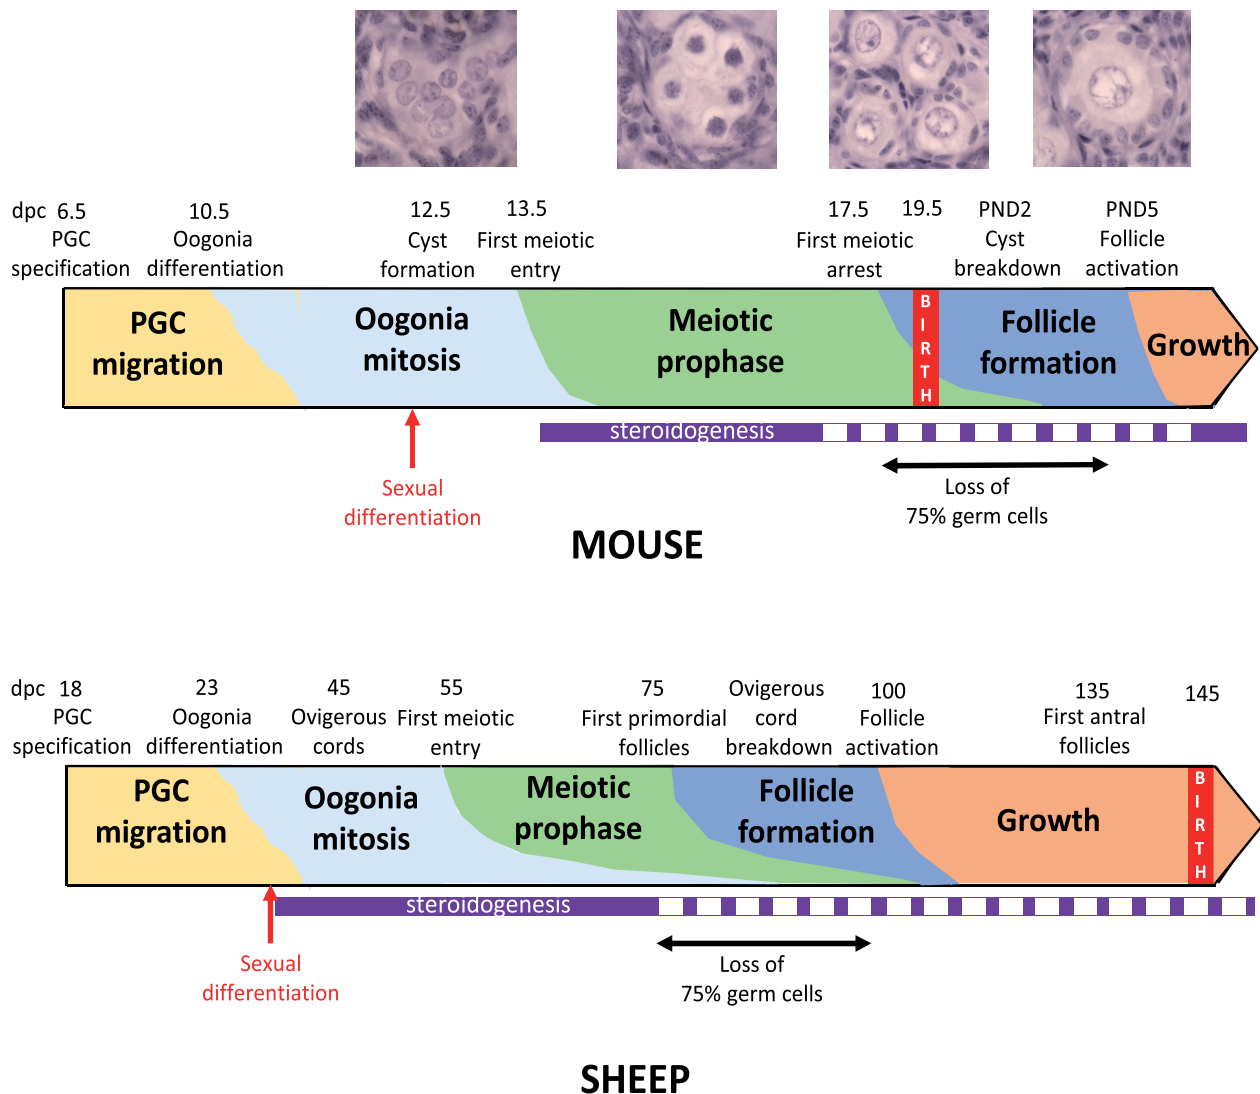 dpc 6.5 10.5 12.5 13.5 17.5 19.5 PND2 PND5
PGC Oogonia Cyst First meiotic First meiotic Cyst Follicle
specification differentiation formation entry arrest breakdown activation
PGC
migration
Oogonia
mitosis
Meiotic
prophase
BIRTH
Follicle
formation
Growth
steroidogenesis
Sexual
differentiation
Loss of
75% germ cells
MOUSE
dpc 18 23 45 55 75 Ovigerous 100 135 145
PGC Oogonia Ovigerous First meiotic First primordial cord Follicle First antral
specification differentiation cords entry follicles breakdown activation follicles
PGC
migration
Oogonia
mitosis
Meiotic
prophase
Follicle
formation
Growth
BIRTH
steroidogenesis
Sexual
differentiation
Loss of
75% germ cells
SHEEP